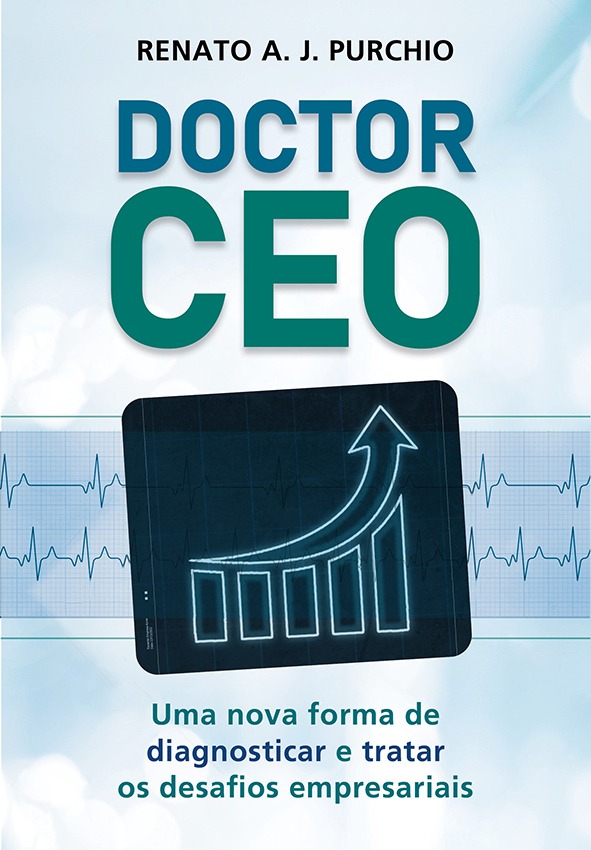 RENATO A. J. PURCHIO
DOCTOR
CEO
Uma nova forma de
diagnosticar e tratar
os desafios empresariais